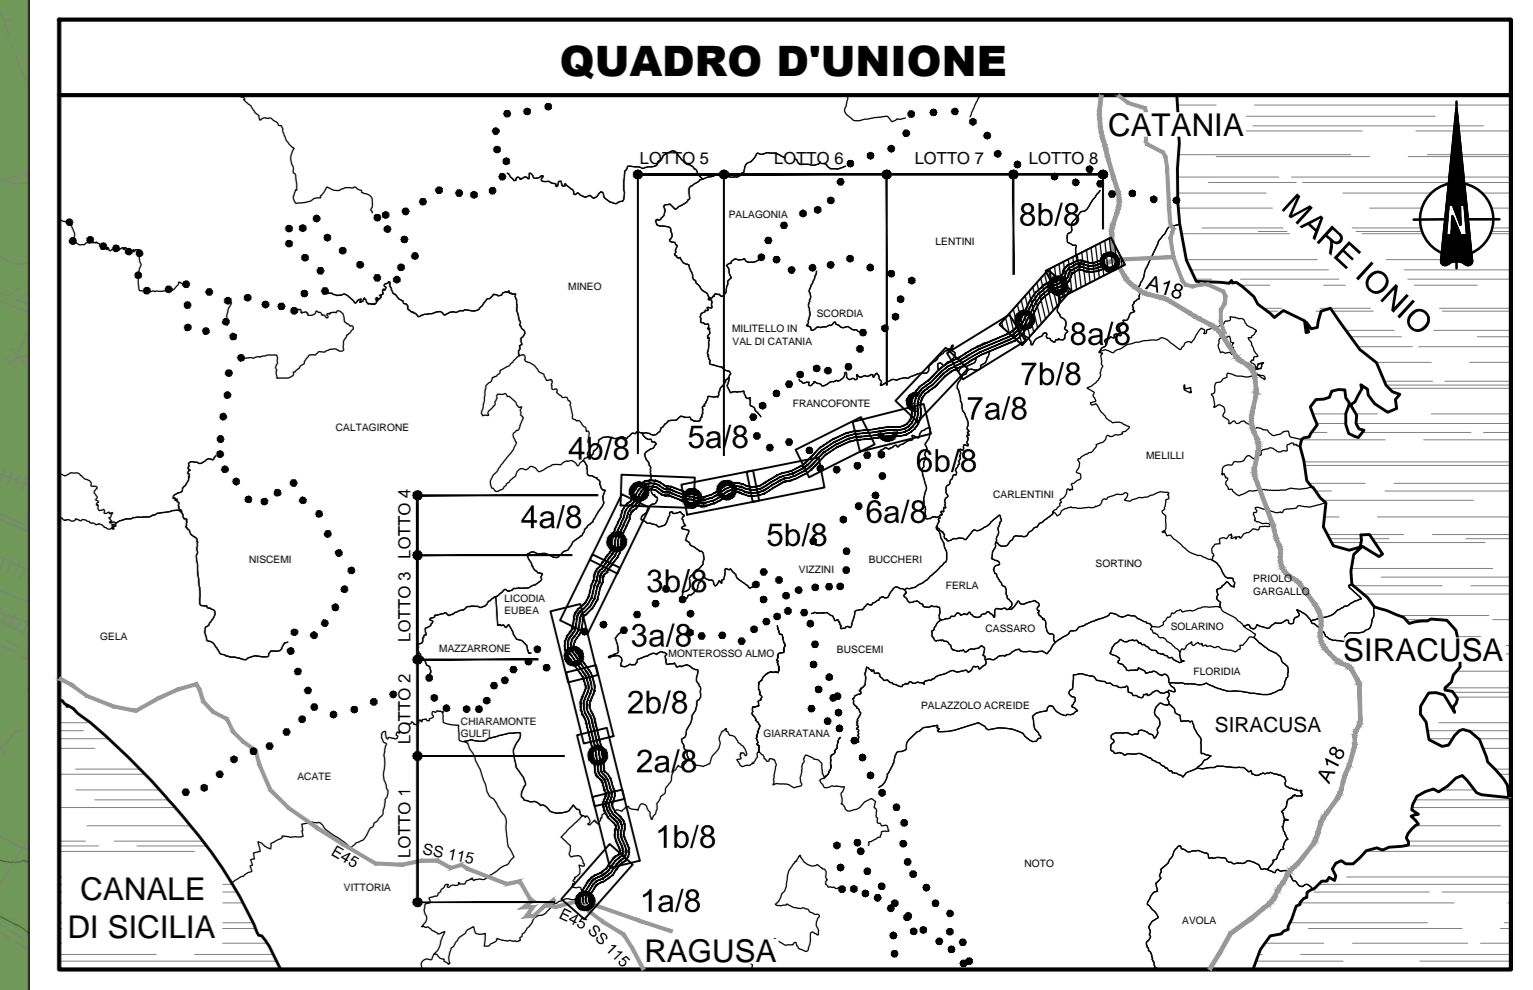 QUADRO D'UNIONE
CATANIA
LOTTO 5
LOTTO 6
LOTTO 7
LOTTO 8
PALAGONIA
8b/8
LENTINI
MARE IONIO
N
MINEO
A18
SCORDIA
MILITELLO IN
VAL DI CATANIA
8a/8
7b/8
FRANCOFONTE
7a/8
CALTAGIRONE
4b/8
5a/8
6b/8
MELILLI
CARLENTINI
LOTTO 4
4a/8
6a/8
5b/8
NISCEMI
VIZZINI
BUCCHERI
SORTINO
FERLA
PRIOLO
GARGALLO
3b/8
LOTTO 3
LICODIA
EUBEA
GELA
MAZZARRONE
3a/8
MONTEROSSO ALMO
BUSCEMI
CASSARO
SOLARINO
SIRACUSA
FLORIDIA
LOTTO 2
2b/8
PALAZZOLO ACREIDE
CHIARAMONTE
GULFI
GIARRATANA
SIRACUSA
ACATE
2a/8
A18
LOTTO 1
1b/8
E45
SS 115
NOTO
VITTORIA
CANALE
DI SICILIA
1a/8
E45 SS 115
RAGUSA
AVOLA